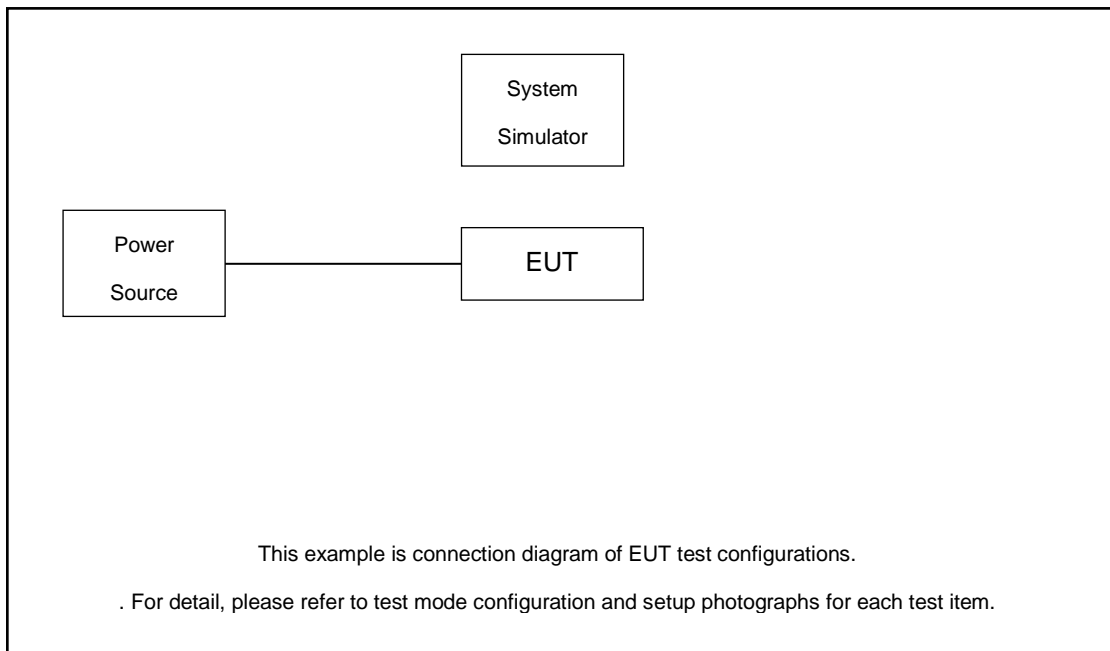 System
Simulator
Power
Source
EUT
This example is connection diagram of EUT test configurations.
. For detail, please refer to test mode configuration and setup photographs for each test item.